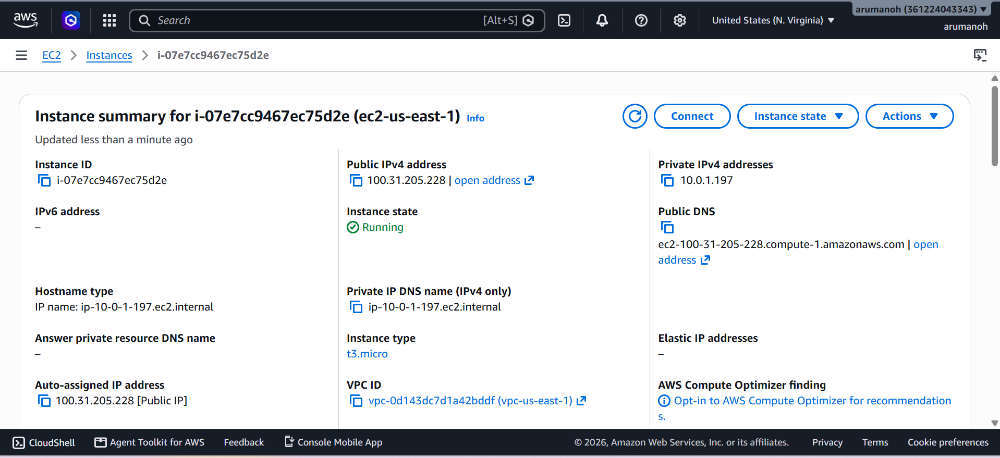 aws
Search
[Alt+S]
United States (N. Virginia)
arumanoh (361224043343)
arumanoh
EC2
Instances
i-07e7cc9467ec75d2e
Instance summary for i-07e7cc9467ec75d2e (ec2-us-east-1) Info
Updated less than a minute ago
Connect
Instance state
Actions
Instance ID
i-07e7cc9467ec75d2e
Public IPv4 address
100.31.205.228 | open address
Private IPv4 addresses
10.0.1.197
IPv6 address
–
Instance state
Running
Public DNS
ec2-100-31-205-228.compute-1.amazonaws.com | open
address
Hostname type
IP name: ip-10-0-1-197.ec2.internal
Private IP DNS name (IPv4 only)
ip-10-0-1-197.ec2.internal
Answer private resource DNS name
–
Instance type
t3.micro
Elastic IP addresses
–
Auto-assigned IP address
100.31.205.228 [Public IP]
VPC ID
vpc-0d143dc7d1a42bddf (vpc-us-east-1)
AWS Compute Optimizer finding
Opt-in to AWS Compute Optimizer for recommendation
s.
CloudShell
Agent Toolkit for AWS
Feedback
Console Mobile App
© 2026, Amazon Web Services, Inc. or its affiliates.
Privacy
Terms
Cookie preferences